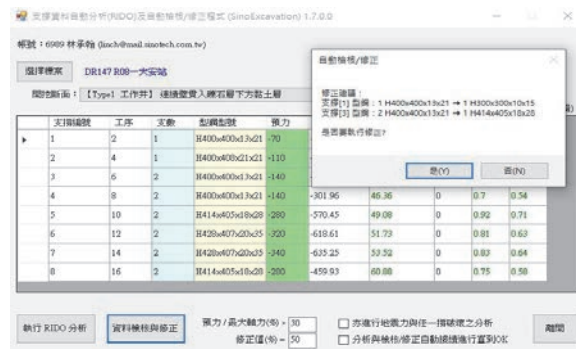 支撐資料自動分析(RIDO)及自動檢核/修正程式 (SinoExcavation) 1.7.0.0
帳號：6989 林承翰 (linch@mail.sinotech.com.tw)
選擇標案 DR147 R08—大安站
開挖斷面： 【Type1 工作井】 連續壁貫入礫石層下方黏土層
自動檢核/修正
修正建議：
支撐[1] 型鋼：1 H400x400x13x21 → 1 H300x300x10x15
支撐[3] 型鋼：2 H400x400x13x21 → 1 H414x405x18x28
是否要執行修正?
是(Y) 否(N)
支撐編號 工序 支數 型鋼型號 預力
1 2 1 H400x400x13x21 -70
2 4 1 H400x408x21x21 -110
3 6 2 H400x400x13x21 -140
4 8 2 H400x400x13x21 -140 -301.96 46.36 0 0.7 0.54
5 10 2 H414x405x18x28 -280 -570.45 49.08 0 0.92 0.71
6 12 2 H428x407x20x35 -320 -618.61 51.73 0 0.81 0.63
7 14 2 H428x407x20x35 -340 -635.25 53.52 0 0.83 0.64
8 16 2 H414x405x18x28 -280 -459.93 60.88 0 0.75 0.58
執行 RIDO 分析 資料檢核與修正 預力 / 最大軸力(%) > 50 亦進行地震力與任一撐破壞之分析 離開
修正值(%) = 50 分析與檢核/修正自動繼續進行直到OK